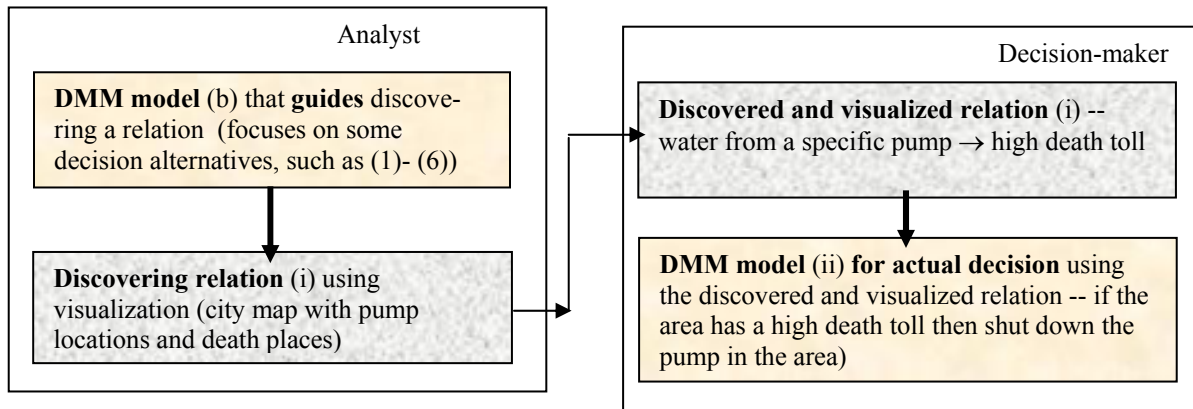 Analyst
DMM model (b) that guides discove-
ring a relation (focuses on some
decision alternatives, such as (1)- (6))
Discovering relation (i) using
visualization (city map with pump
locations and death places)
Decision-maker
Discovered and visualized relation (i) --
water from a specific pump → high death toll
DMM model (ii) for actual decision using
the discovered and visualized relation -- if the
area has a high death toll then shut down the
pump in the area)